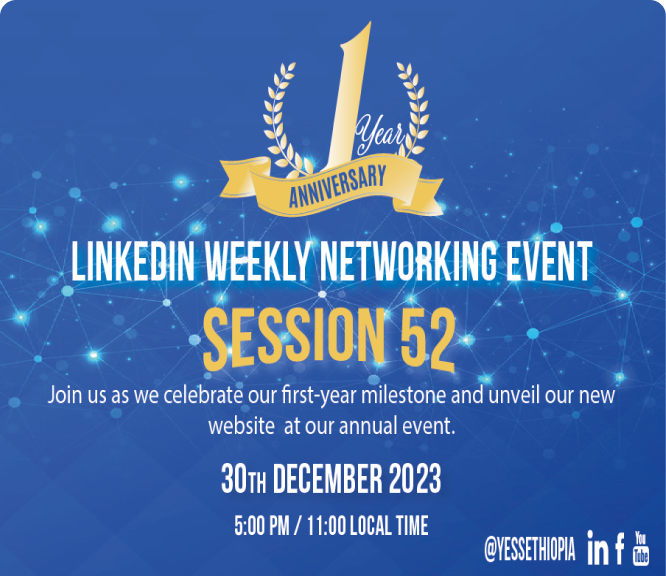 1
Year
ANNIVERSARY
LINKEDIN WEEKLY NETWORKING EVENT
SESSION 52
Join us as we celebrate our first-year milestone and unveil our new
website at our annual event.
30TH DECEMBER 2023
5:00 PM / 11:00 LOCAL TIME
@YESSETHIOPIA in f You Tube